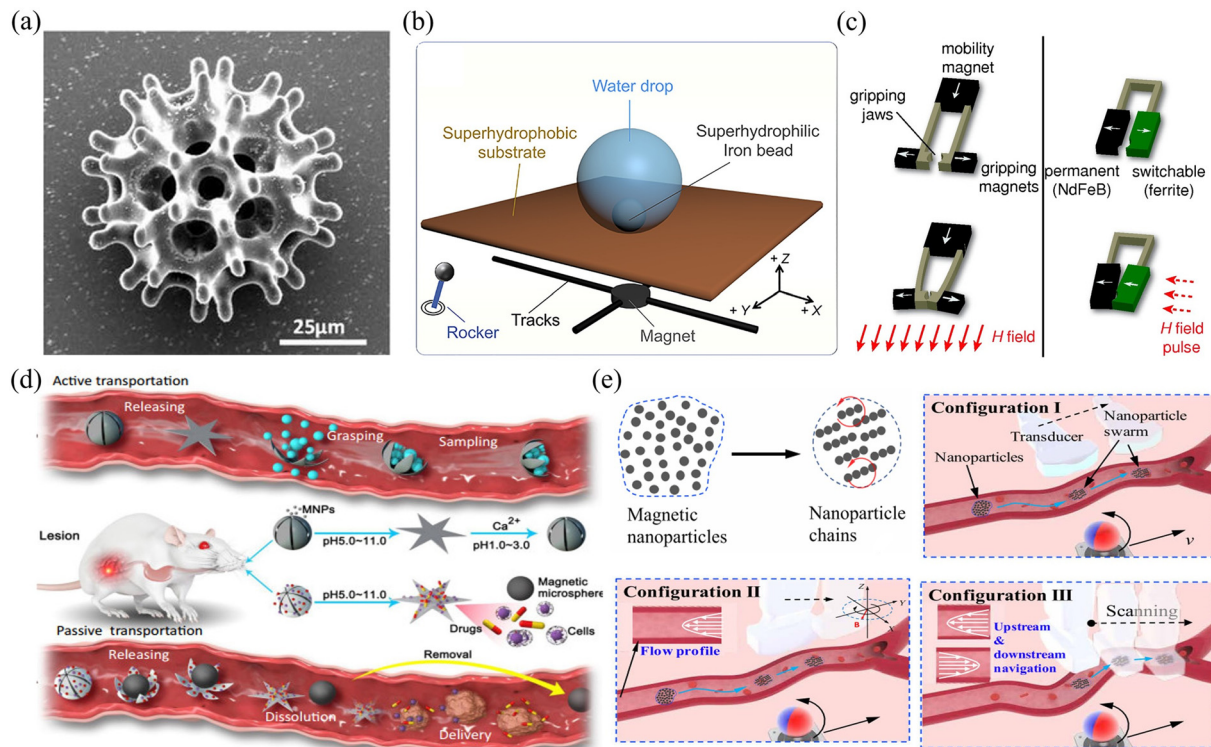 (a)
25μm
(b)
Water drop
Superhydrophobic
substrate
Superhydrophilic
Iron bead
Rocker
Tracks
Magnet
+ Z
+ Y
+ X
(c)
mobility
magnet
gripping
jaws
gripping
magnets
permanent
(NdFeB)
switchable
(ferrite)
H field
H field
pulse
(d)
Active transportation
Releasing
Grasping
Sampling
Lesion
MNPs
pH5.0~11.0
Ca2+
pH1.0~3.0
pH5.0~11.0
Magnetic
microsphere
Drugs
Cells
Passive transportation
Releasing
Removal
Dissolution
Delivery
(e)
Magnetic
nanoparticles
Nanoparticle
chains
Configuration I
Transducer
Nanoparticle
swarm
Nanoparticles
v
Configuration II
Flow profile
Z
Y
X
B
Configuration III
Scanning
Upstream
&
downstream
navigation